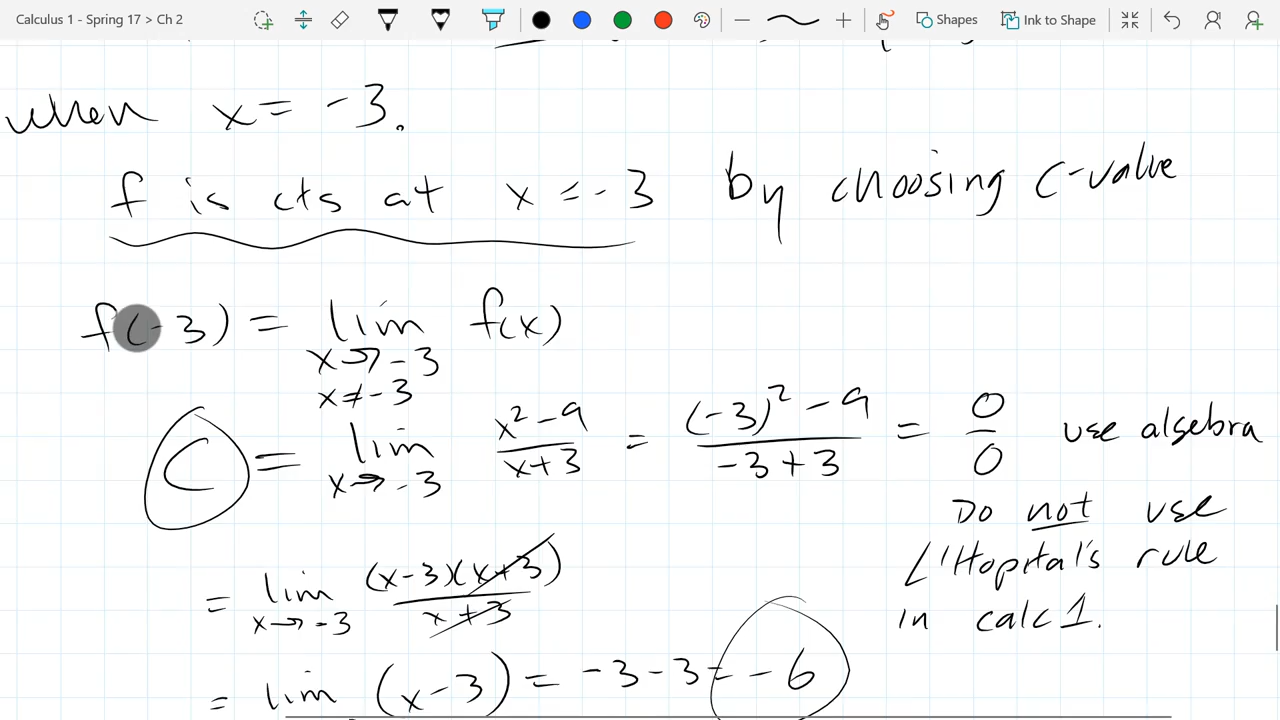 Calculus 1 - Spring 17 > Ch 2
Shapes
Ink to Shape
when x = -3.
f is cts at x = -3 by choosing C-value
f(-3) = lim f(x)
x → -3
x ≠ -3
C = lim x² - 9 / x + 3 = (-3)² - 9 / -3 + 3 = 0 / 0 use algebra
x → -3
Do not use
L'Hopital's rule
in calc 1.
= lim (x-3)(x+3) / x+3
x → -3
= lim (x-3) = -3-3 = -6